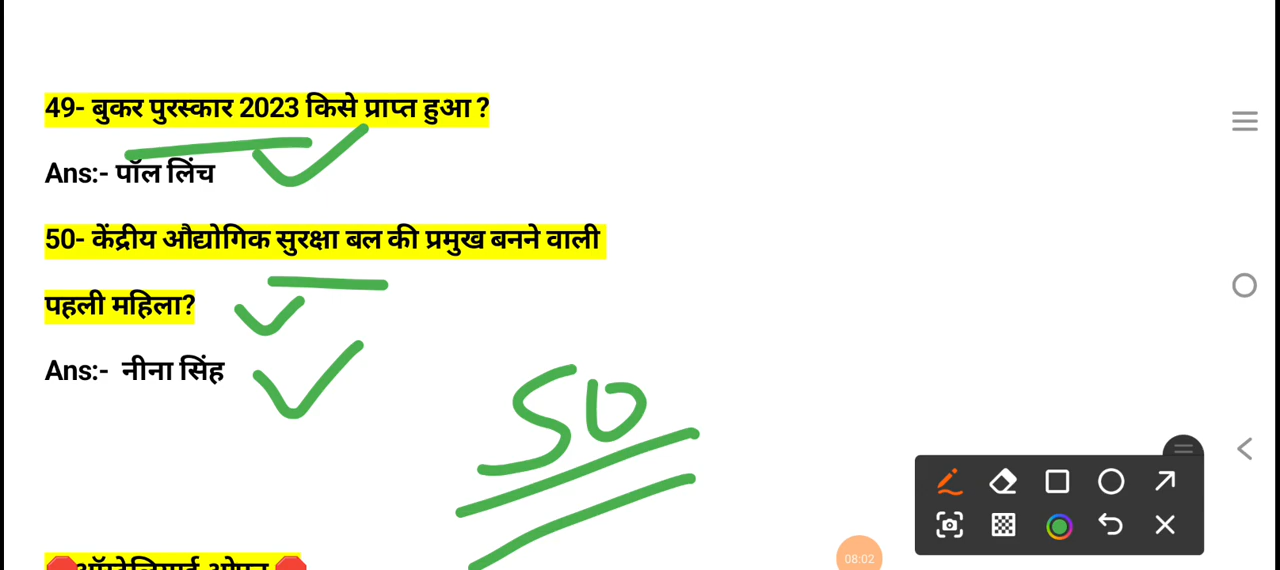 49- बुकर पुरस्कार 2023 किसे प्राप्त हुआ ?
Ans:- पॉल लिंच
50- केंद्रीय औद्योगिक सुरक्षा बल की प्रमुख बनने वाली
पहली महिला?
Ans:- नीना सिंह
50
08:02